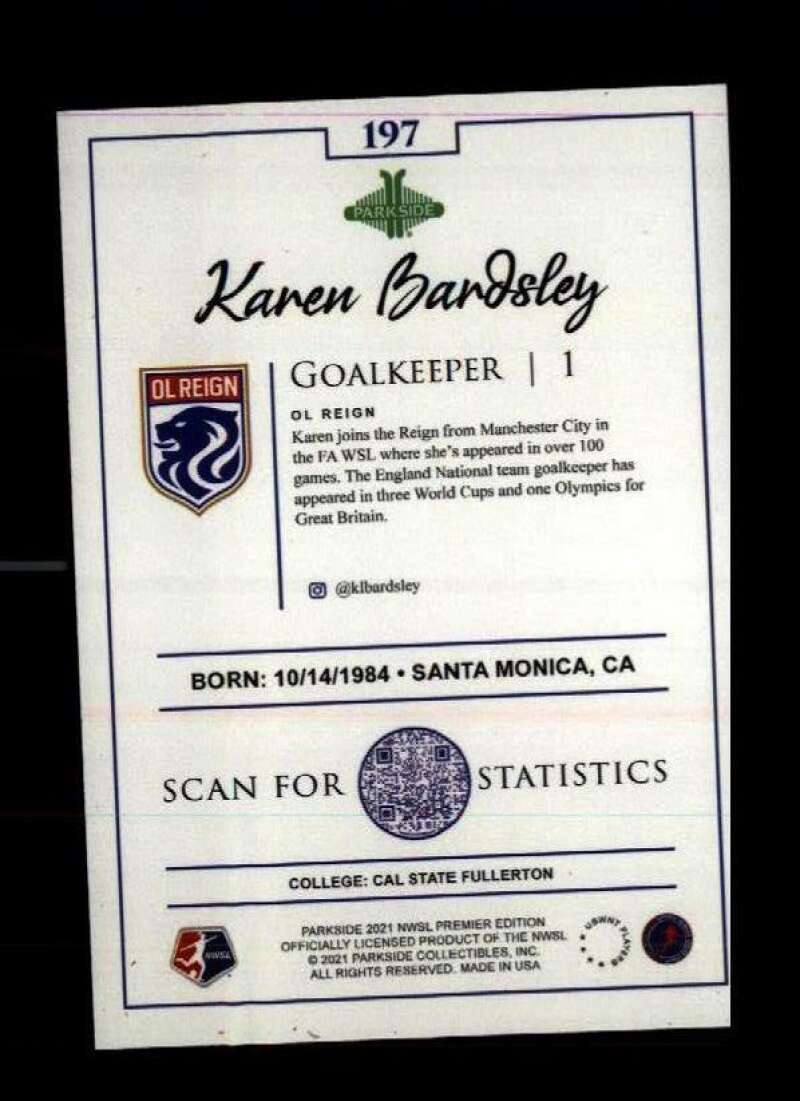 197
PARKSIDE
Karen Bardsley
OL REIGN
GOALKEEPER | 1
OL REIGN
Karen joins the Reign from Manchester City in
the FA WSL where she's appeared in over 100
games. The England National team goalkeeper has
appeared in three World Cups and one Olympics for
Great Britain.
@klbardsley
BORN: 10/14/1984 • SANTA MONICA, CA
SCAN FOR STATISTICS
COLLEGE: CAL STATE FULLERTON
NWSL
PARKSIDE 2021 NWSL PREMIER EDITION
OFFICIALLY LICENSED PRODUCT OF THE NWSL
© 2021 PARKSIDE COLLECTIBLES, INC.
ALL RIGHTS RESERVED. MADE IN USA
USWNT PLAYERS